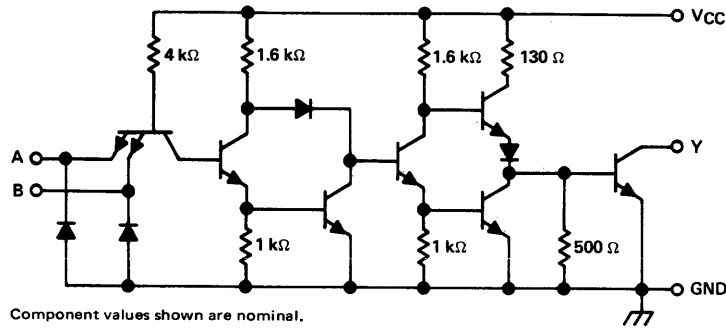 VCC
4 kΩ
1.6 kΩ
1.6 kΩ
130 Ω
A
B
Y
1 kΩ
1 kΩ
500 Ω
GND
Component values shown are nominal.